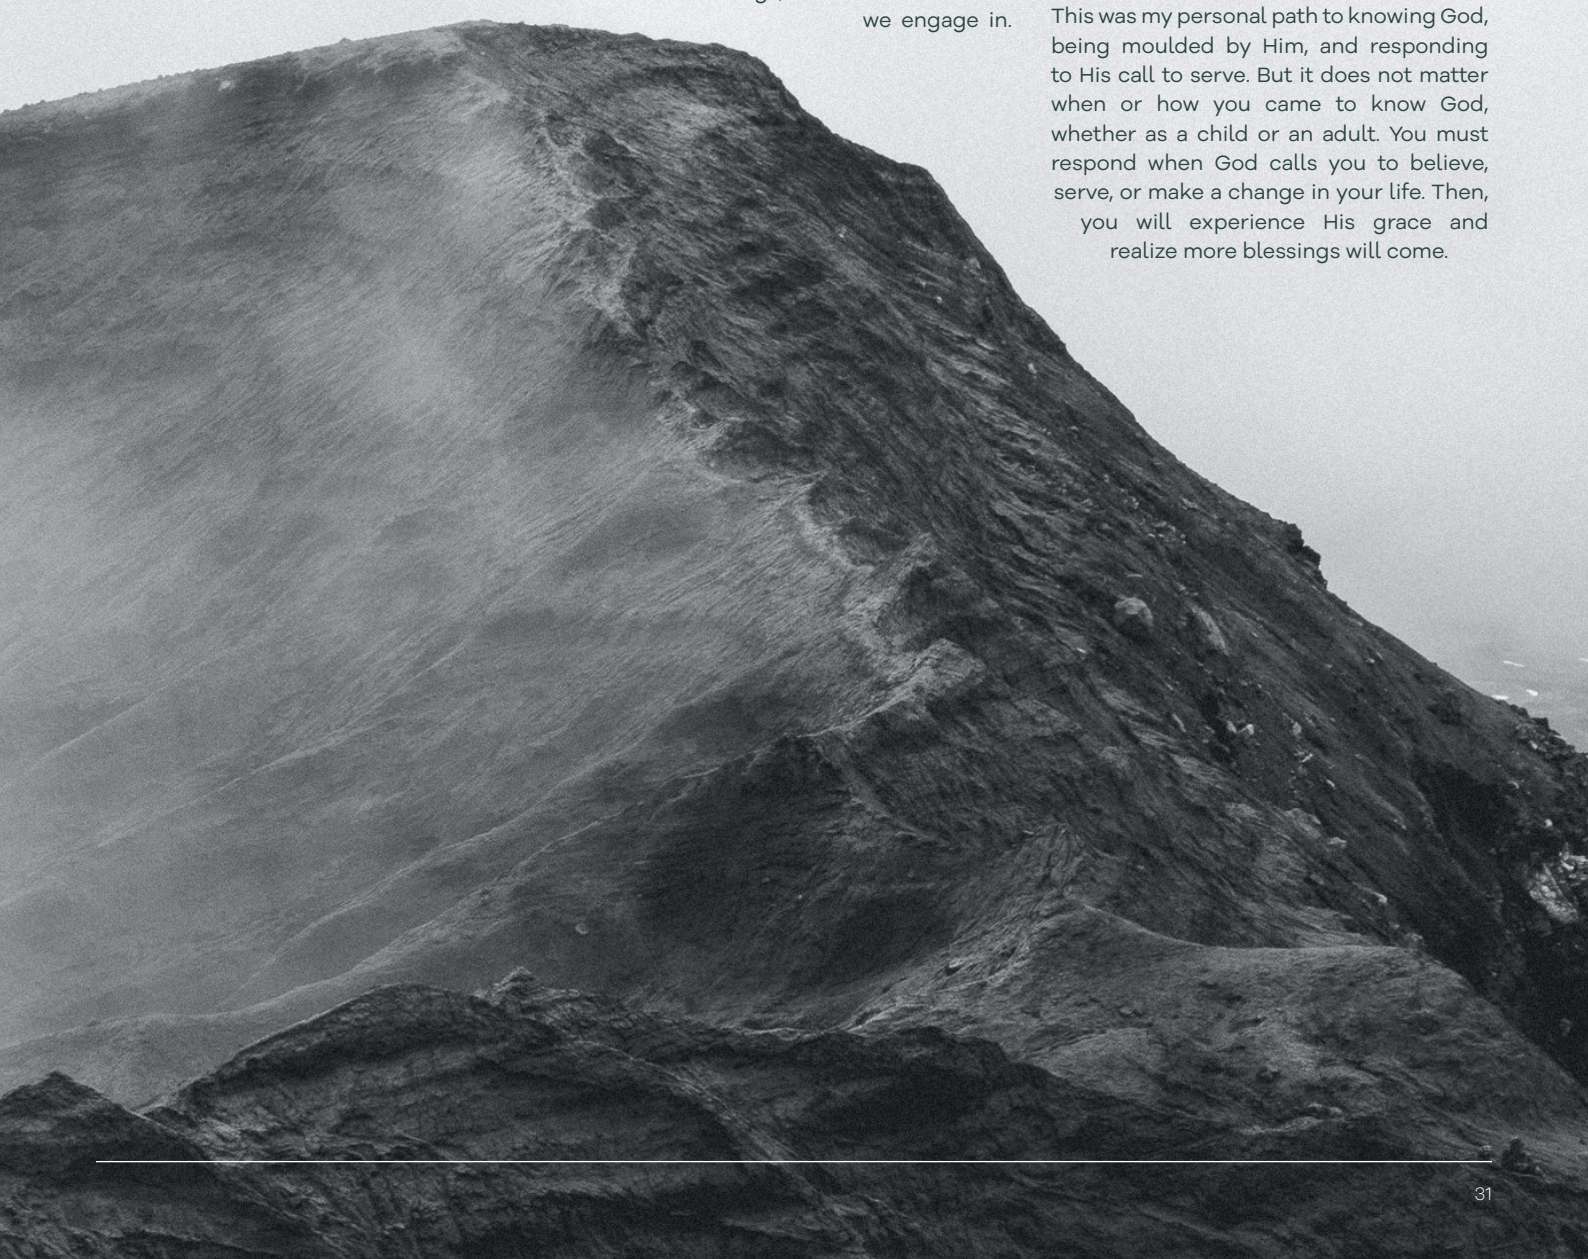 we engage in.
This was my personal path to knowing God,
being moulded by Him, and responding
to His call to serve. But it does not matter
when or how you came to know God,
whether as a child or an adult. You must
respond when God calls you to believe,
serve, or make a change in your life. Then,
you will experience His grace and
realize more blessings will come.
31